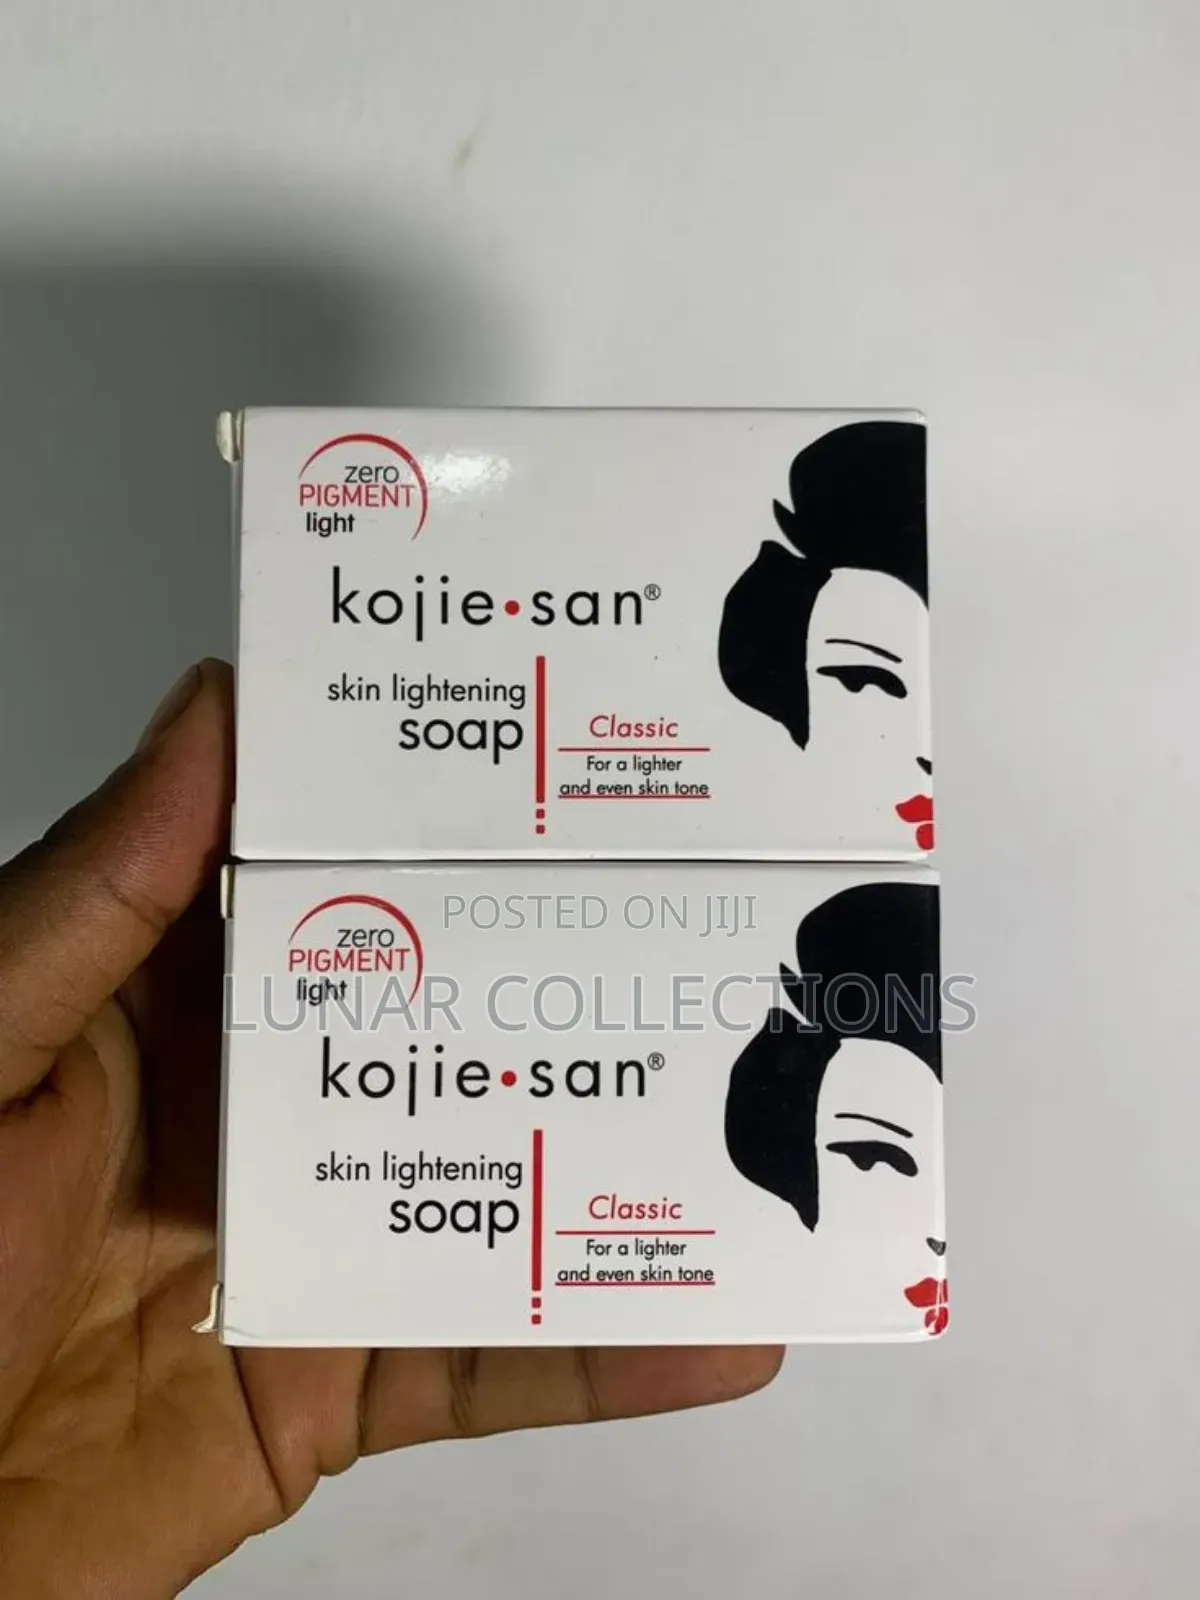 zero
PIGMENT
light
kojie•san®
skin lightening
soap
Classic
For a lighter
and even skin tone
POSTED ON JIJI
zero
PIGMENT
light
LUNAR COLLECTIONS
kojie•san®
skin lightening
soap
Classic
For a lighter
and even skin tone